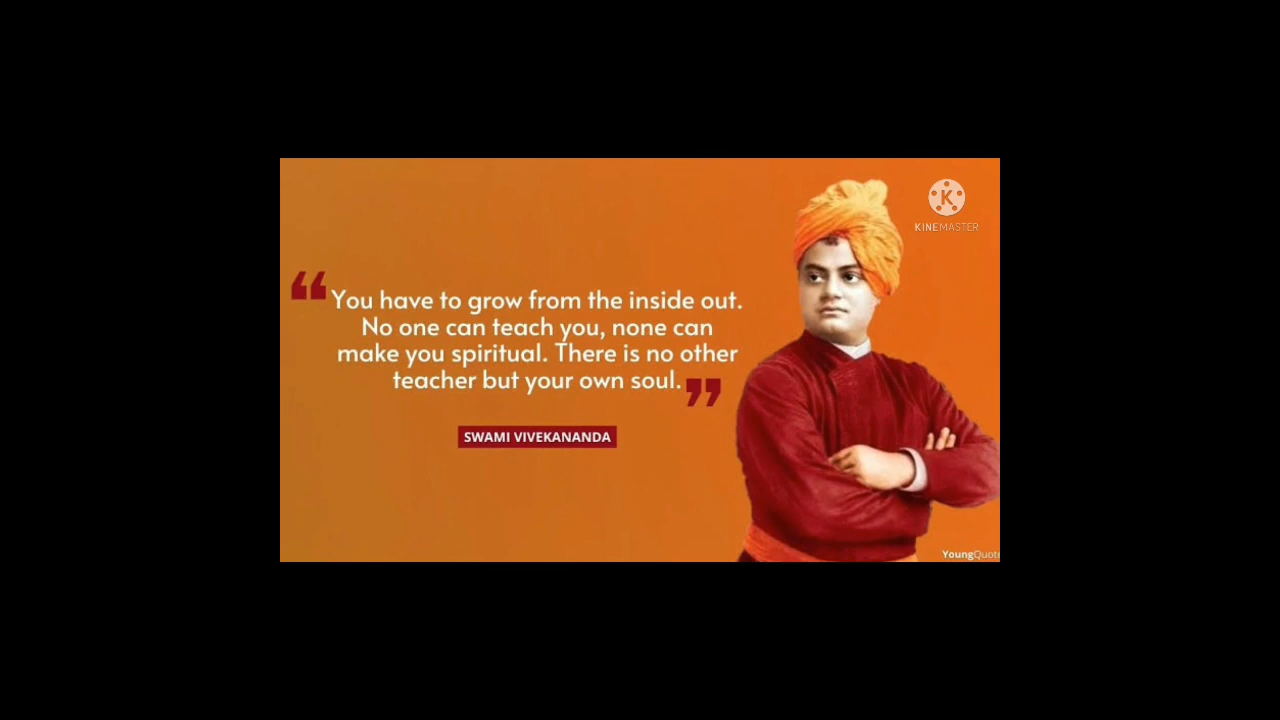 K
KINEMASTER
“You have to grow from the inside out.
No one can teach you, none can
make you spiritual. There is no other
teacher but your own soul.”
SWAMI VIVEKANANDA
YoungQuote